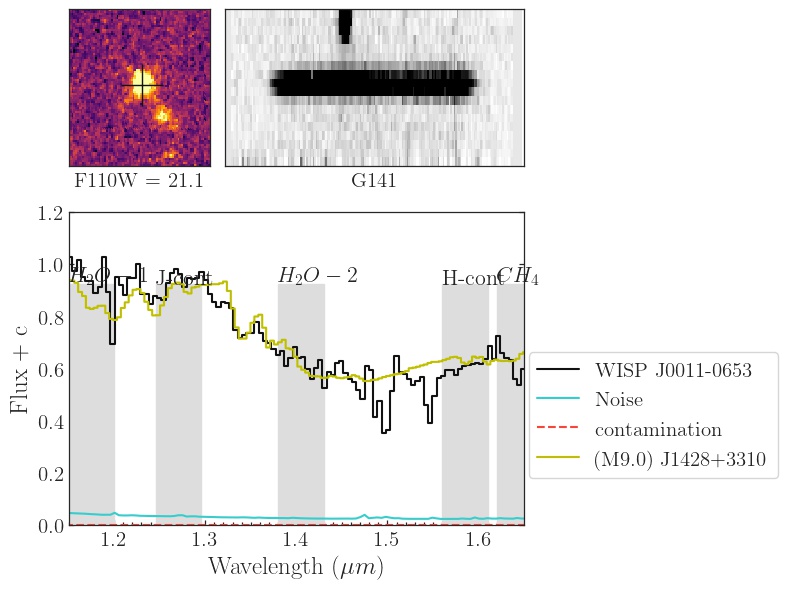 F110W = 21.1
G141
1.2
1.0
0.8
0.6
0.4
0.2
0.0
H₂O − 1
J-cont
H₂O − 2
H-cont
CH₄
1.2 1.3 1.4 1.5 1.6
Flux + c
Wavelength (μm)
WISP J0011-0653
Noise
contamination
(M9.0) J1428+3310